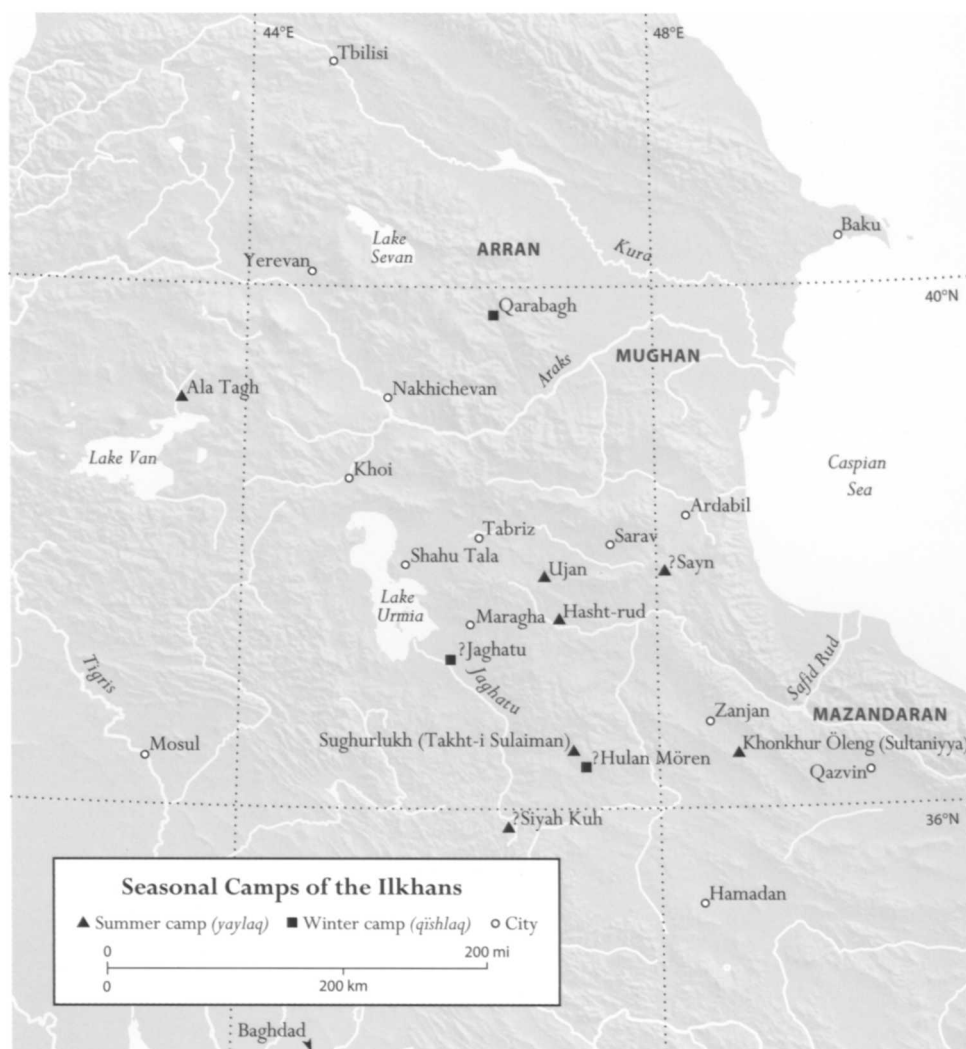 44°E
48°E
Tbilisi
Baku
Lake
Sevan
ARRAN
Kura
Yerevan
40°N
Qarabagh
MUGHAN
Araks
Ala Tagh
Nakhichevan
Lake Van
Khoi
Caspian
Sea
Ardabil
Tabriz
Sarav
Shahu Tala
?Sayn
Ujan
Lake
Urmia
Maragha
Hasht-rud
?Jaghatu
Jaghatu
Tigris
Safid Rud
Zanjan
MAZANDARAN
Mosul
Sughurlukh (Takht-i Sulaiman)
Khonkhur Öleng (Sultaniyya)
?Hulan Mören
Qazvin
36°N
?Siyah Kuh
Seasonal Camps of the Ilkhans
Summer camp (yaylaq) Winter camp (qïshlaq) City
0 200 mi
0 200 km
Hamadan
Baghdad